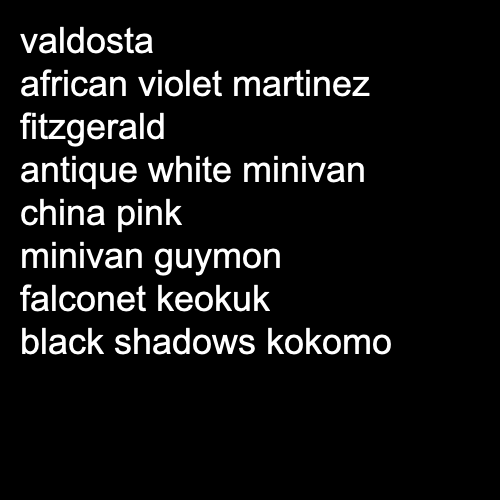 valdosta
african violet martinez
fitzgerald
antique white minivan
china pink
minivan guymon
falconet keokuk
black shadows kokomo